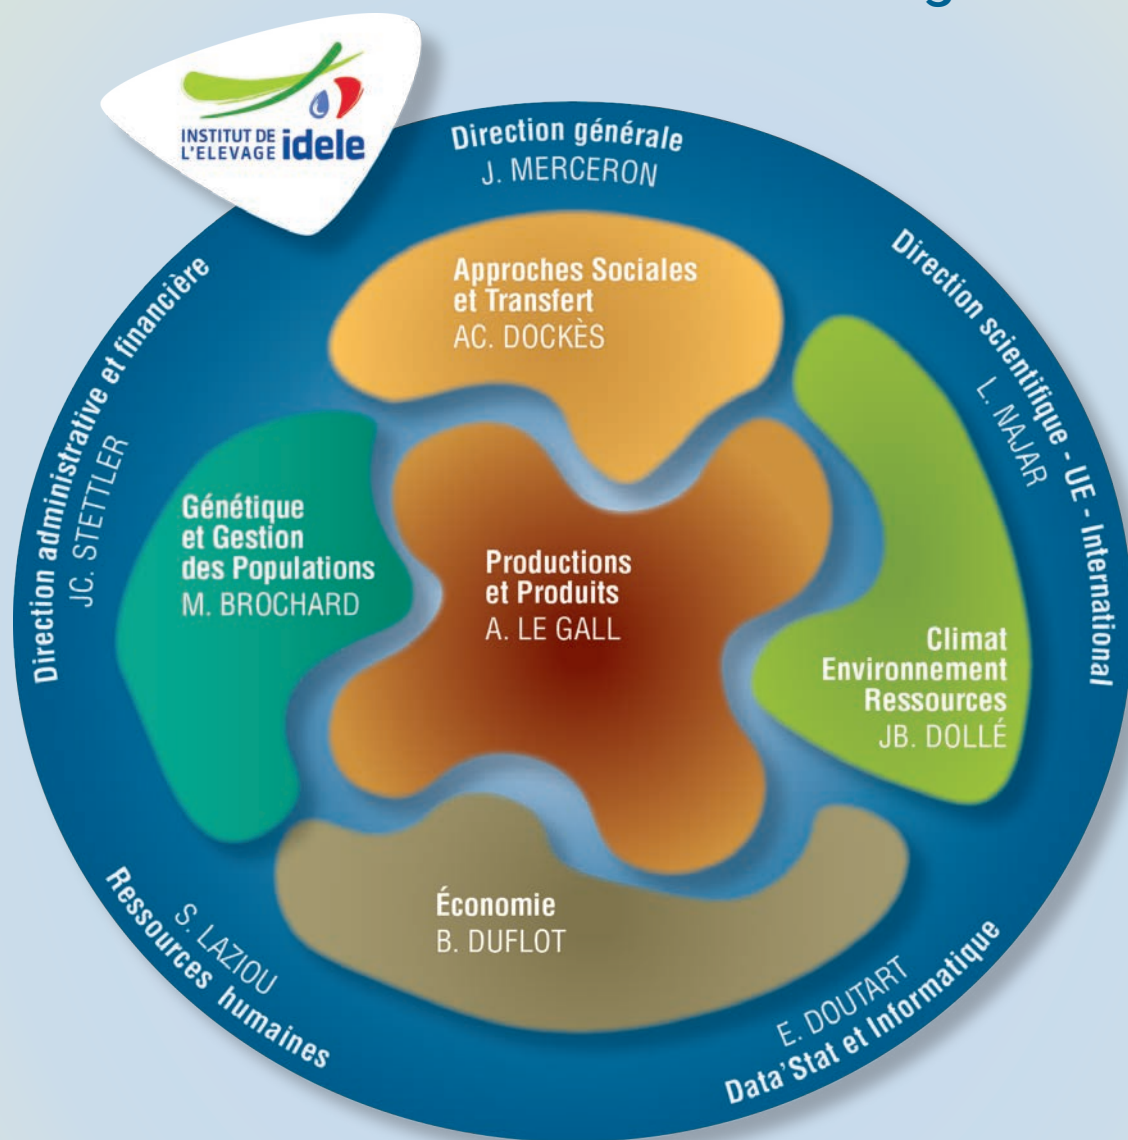 INSTITUT DE
L'ELEVAGE idele
Direction générale
J. MERCERON
Direction scientifique - UE - International
L. NAJAR
Direction administrative et financière
JC. STETTLER
Approches Sociales
et Transfert
AC. DOCKÈS
Génétique
et Gestion
des Populations
M. BROCHARD
Productions
et Produits
A. LE GALL
Climat
Environnement
Ressources
JB. DOLLÉ
Économie
B. DUFLOT
S. LAZIOU
Ressources humaines
E. DOUTART
Data'Stat et Informatique